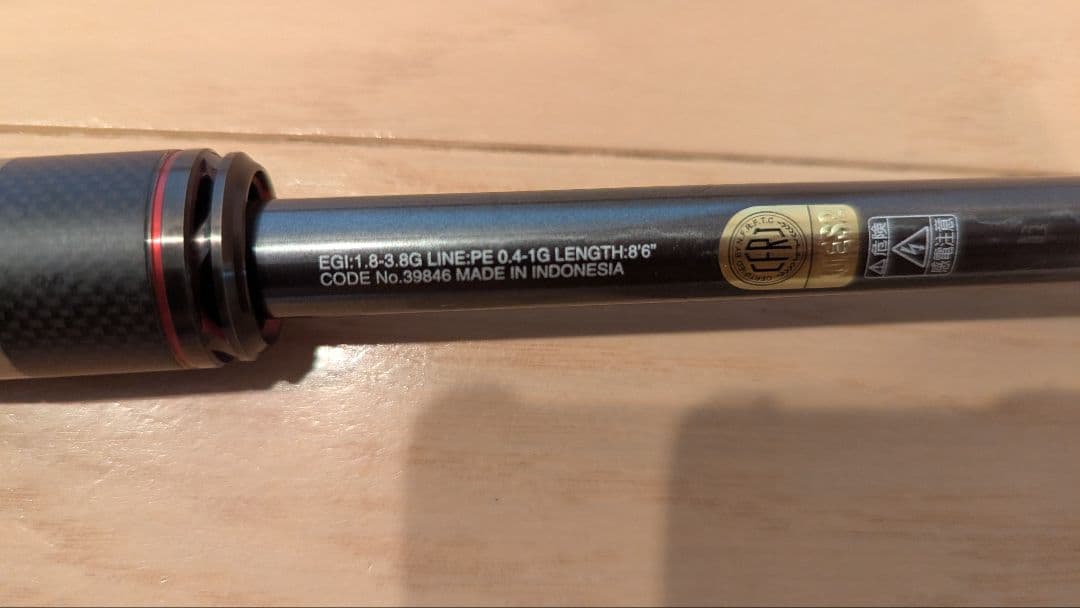 EGI:1.8-3.8G LINE:PE 0.4-1G LENGTH:8'6"
CODE No.39846 MADE IN INDONESIA
CFRJ
危険
感電注意